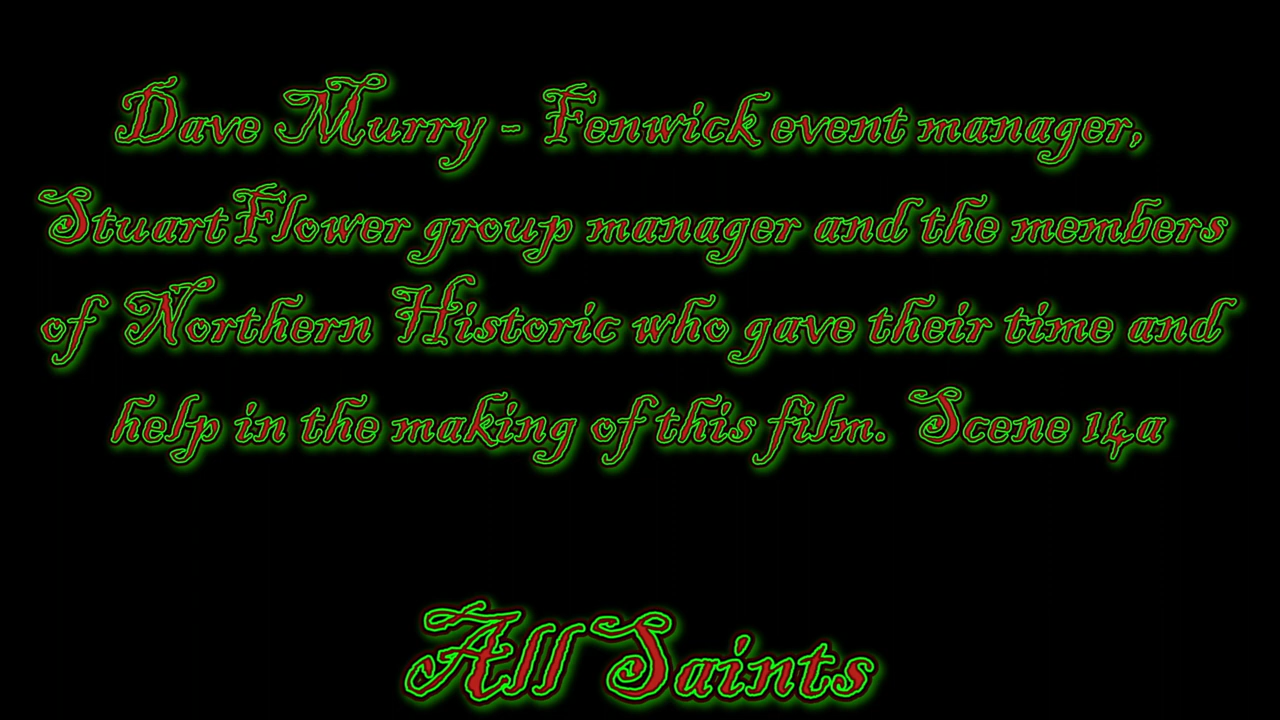 Dave Murry - Fenwick event manager,
Stuart Flower group manager and the members
of Northern Historic who gave their time and
help in the making of this film. Scene 14a
All Saints